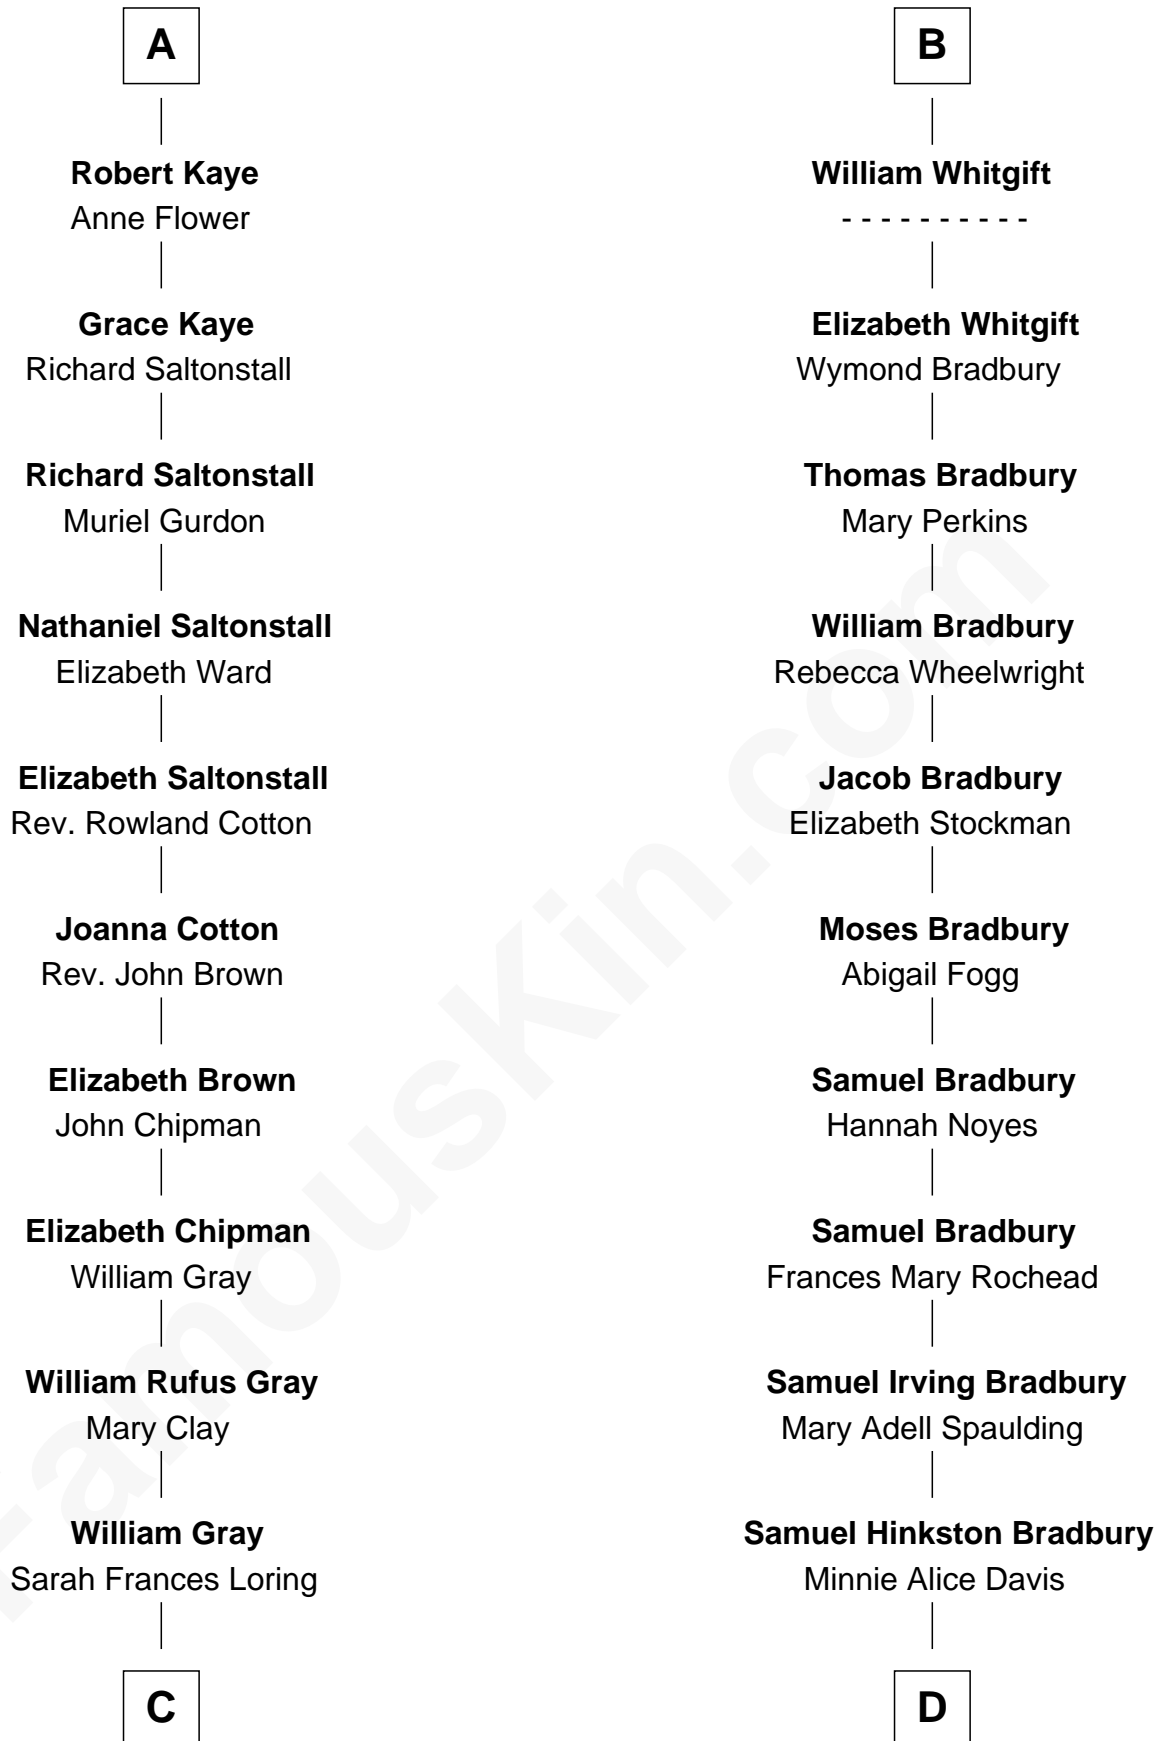 A
Robert Kaye
Anne Flower
Grace Kaye
Richard Saltonstall
Richard Saltonstall
Muriel Gurdon
Nathaniel Saltonstall
Elizabeth Ward
Elizabeth Saltonstall
Rev. Rowland Cotton
Joanna Cotton
Rev. John Brown
Elizabeth Brown
John Chipman
Elizabeth Chipman
William Gray
William Rufus Gray
Mary Clay
William Gray
Sarah Frances Loring
C
B
William Whitgift
- - - - - - - - - -
Elizabeth Whitgift
Wymond Bradbury
Thomas Bradbury
Mary Perkins
William Bradbury
Rebecca Wheelwright
Jacob Bradbury
Elizabeth Stockman
Moses Bradbury
Abigail Fogg
Samuel Bradbury
Hannah Noyes
Samuel Bradbury
Frances Mary Rochead
Samuel Irving Bradbury
Mary Adell Spaulding
Samuel Hinkston Bradbury
Minnie Alice Davis
D
FamousKin.com